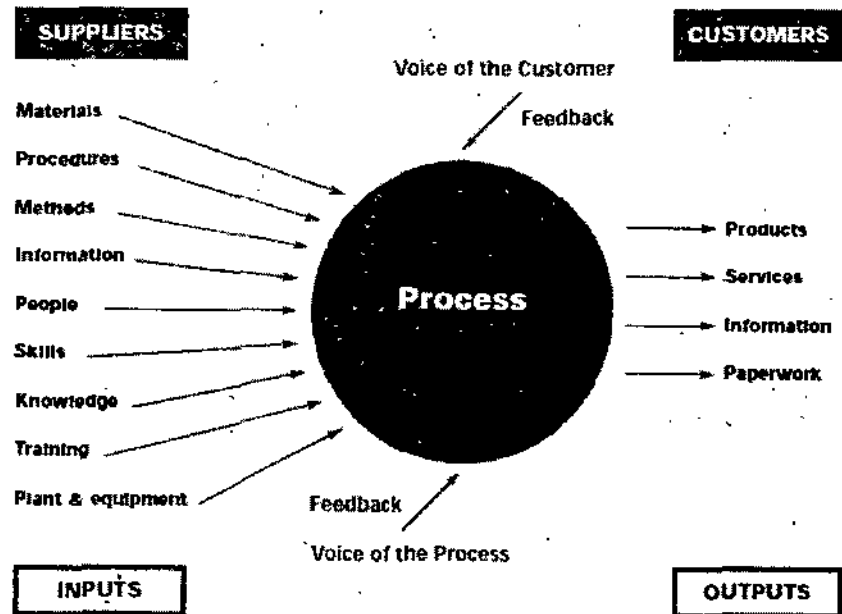 SUPPLIERS
CUSTOMERS
Voice of the Customer
Feedback
Materials
Procedures
Methods
Information
People
Skills
Knowledge
Training
Plant & equipment
Process
Products
Services
Information
Paperwork
Feedback
Voice of the Process
INPUTS
OUTPUTS